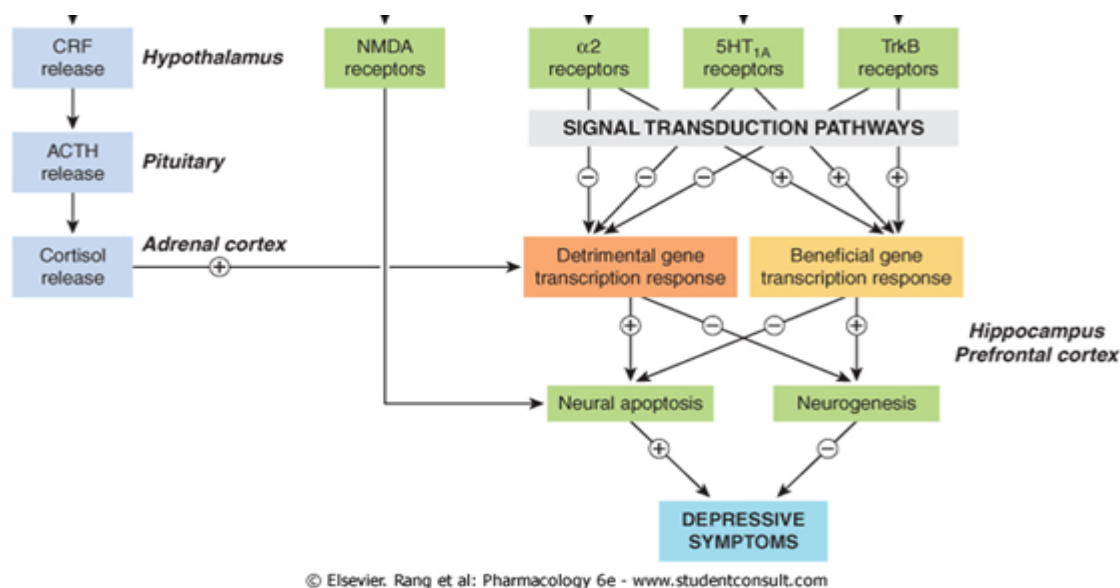 CRF
release
Hypothalamus
NMDA
receptors
α2
receptors
5HT1A
receptors
TrkB
receptors
SIGNAL TRANSDUCTION PATHWAYS
ACTH
release
Pituitary
− − − + + +
Cortisol
release
Adrenal cortex
+
Detrimental gene
transcription response
Beneficial gene
transcription response
+ − − +
Hippocampus
Prefrontal cortex
Neural apoptosis
Neurogenesis
+ −
DEPRESSIVE
SYMPTOMS
© Elsevier. Rang et al: Pharmacology 6e - www.studentconsult.com